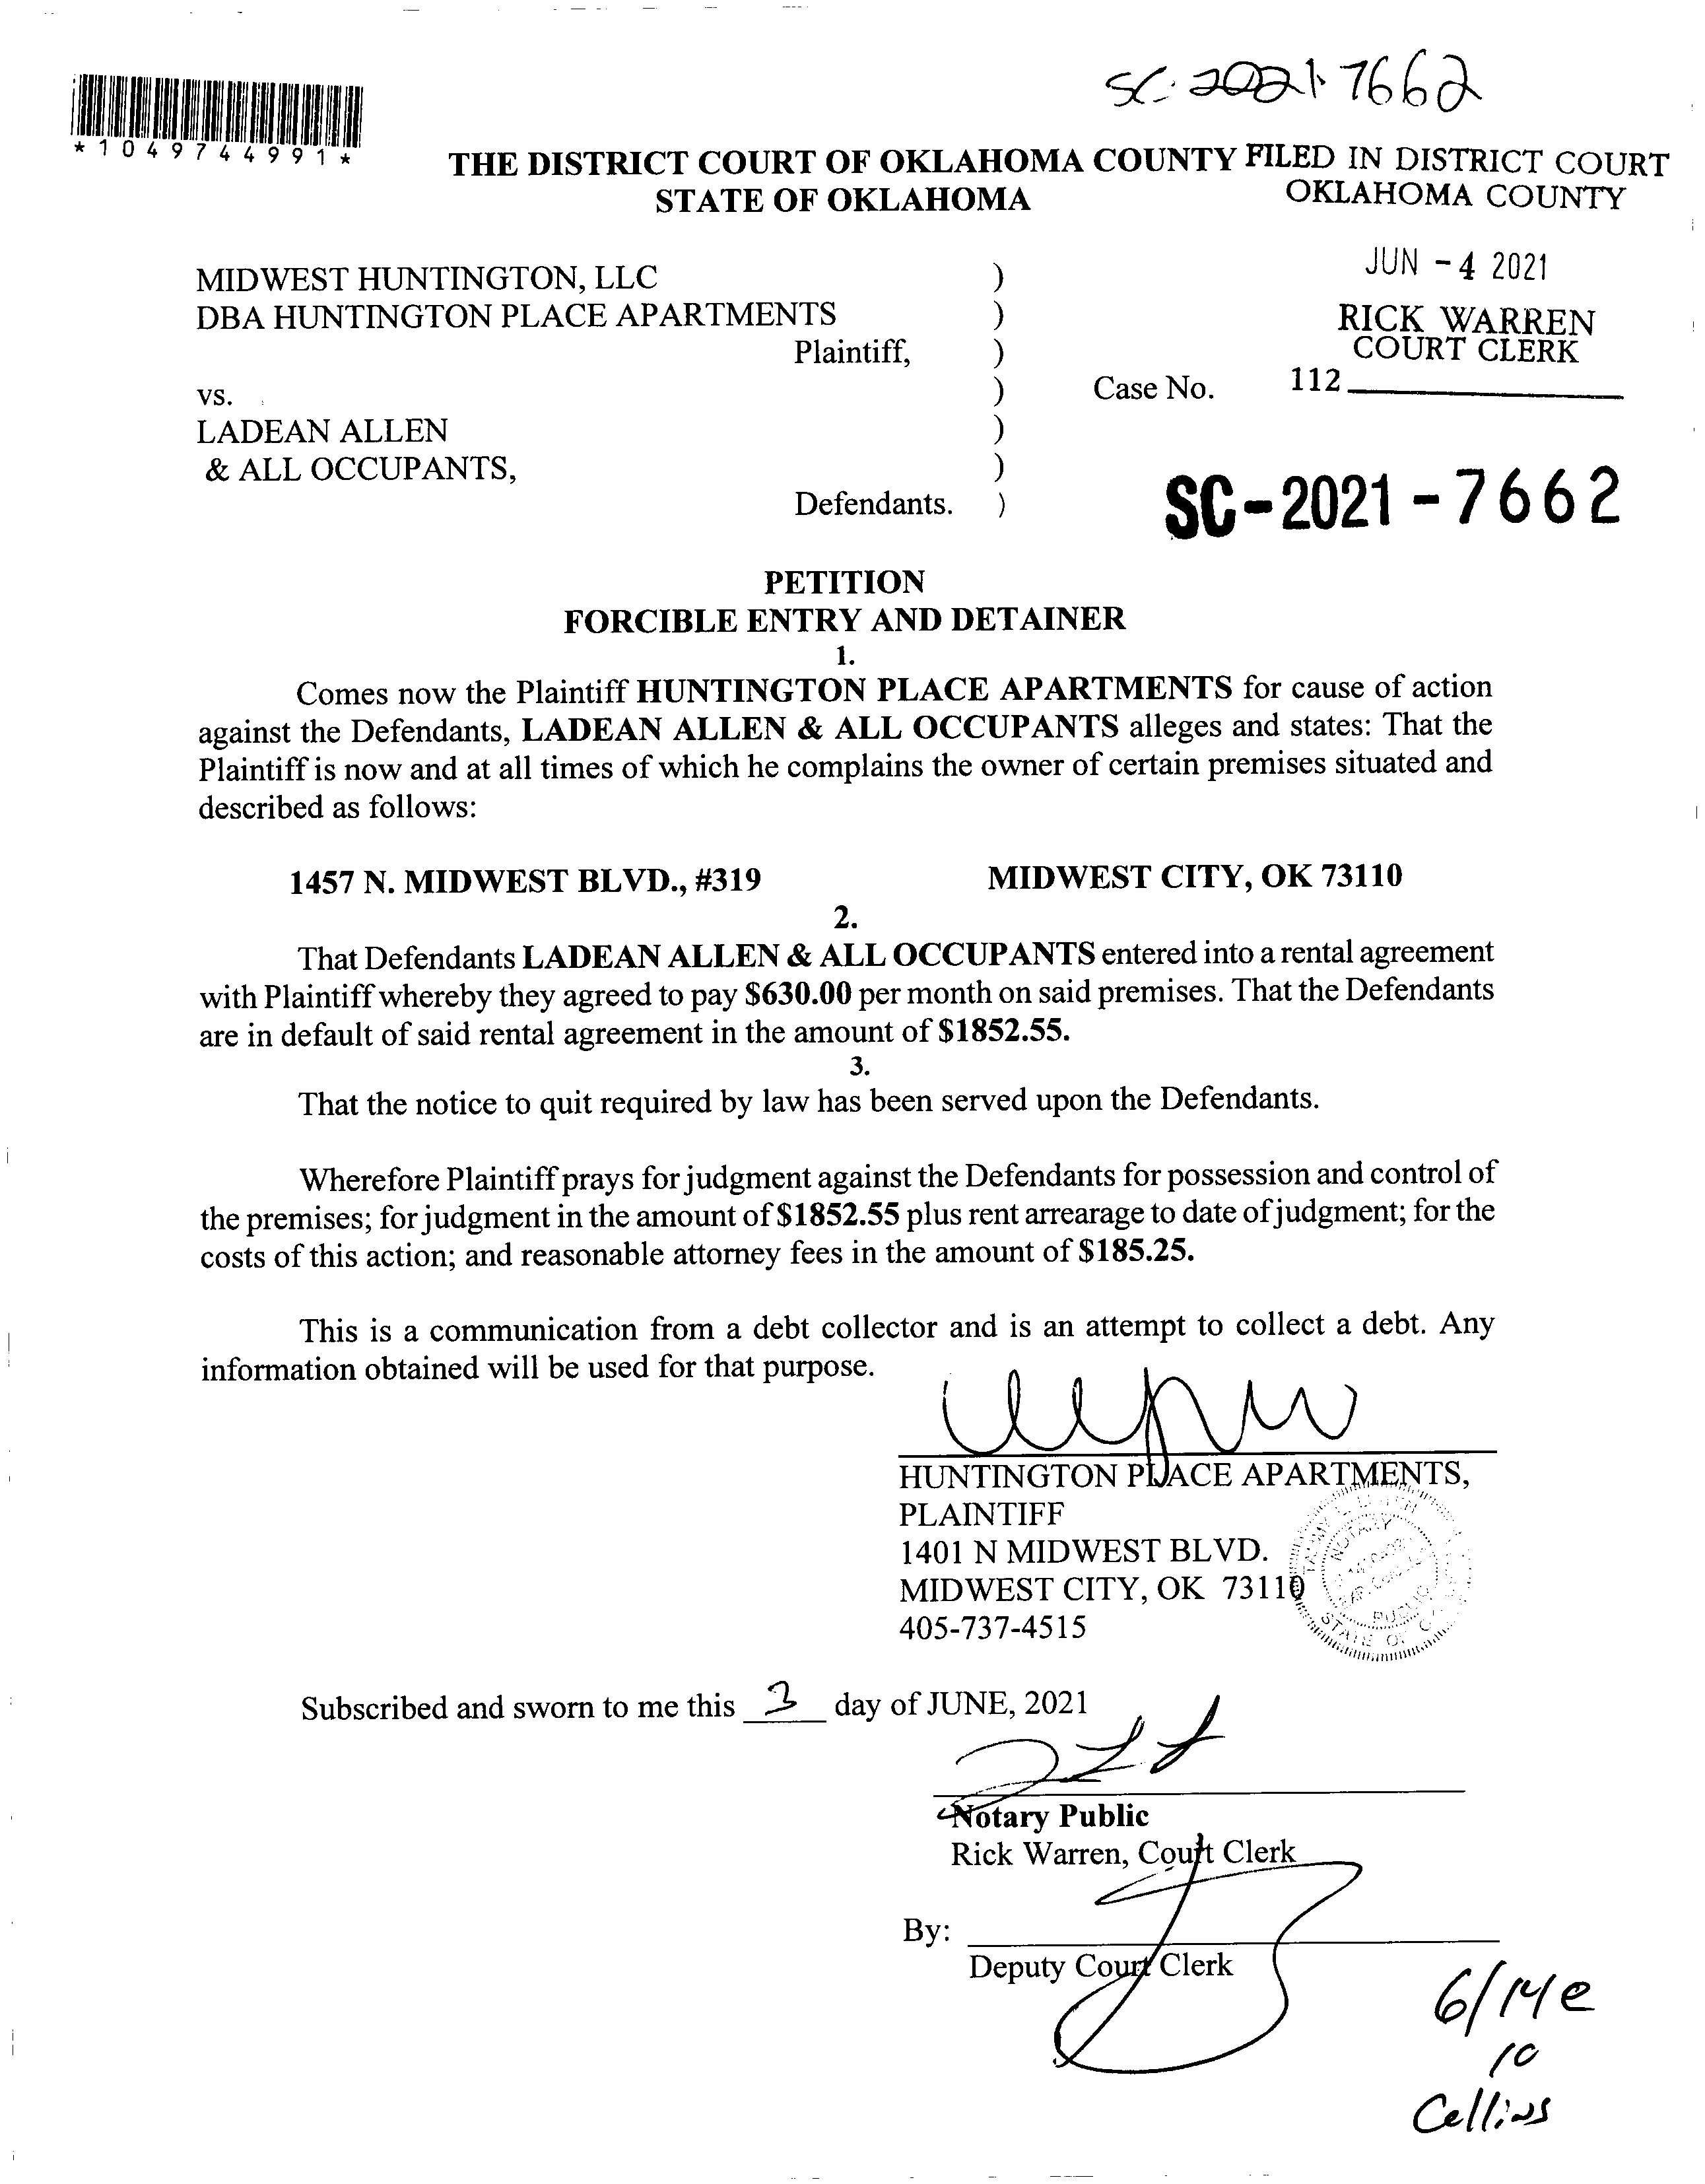 SC-2021-7662
*1049744991*
THE DISTRICT COURT OF OKLAHOMA COUNTY FILED IN DISTRICT COURT
STATE OF OKLAHOMA OKLAHOMA COUNTY
JUN - 4 2021
MIDWEST HUNTINGTON, LLC )
DBA HUNTINGTON PLACE APARTMENTS ) RICK WARREN
Plaintiff, ) COURT CLERK
vs. ) Case No. 112
LADEAN ALLEN )
& ALL OCCUPANTS, )
Defendants. ) SC-2021-7662
PETITION
FORCIBLE ENTRY AND DETAINER
1.
Comes now the Plaintiff HUNTINGTON PLACE APARTMENTS for cause of action
against the Defendants, LADEAN ALLEN & ALL OCCUPANTS alleges and states: That the
Plaintiff is now and at all times of which he complains the owner of certain premises situated and
described as follows:
1457 N. MIDWEST BLVD., #319 MIDWEST CITY, OK 73110
2.
That Defendants LADEAN ALLEN & ALL OCCUPANTS entered into a rental agreement
with Plaintiff whereby they agreed to pay $630.00 per month on said premises. That the Defendants
are in default of said rental agreement in the amount of $1852.55.
3.
That the notice to quit required by law has been served upon the Defendants.
Wherefore Plaintiff prays for judgment against the Defendants for possession and control of
the premises; for judgment in the amount of $1852.55 plus rent arrearage to date of judgment; for the
costs of this action; and reasonable attorney fees in the amount of $185.25.
This is a communication from a debt collector and is an attempt to collect a debt. Any
information obtained will be used for that purpose.
HUNTINGTON PLACE APARTMENTS,
PLAINTIFF
1401 N MIDWEST BLVD.
MIDWEST CITY, OK 73110
405-737-4515
NOTARY
PUBLIC
STATE OF
Subscribed and sworn to me this 3 day of JUNE, 2021
Notary Public
Rick Warren, Court Clerk
By:
Deputy Court Clerk
6/14 @
10
Collins